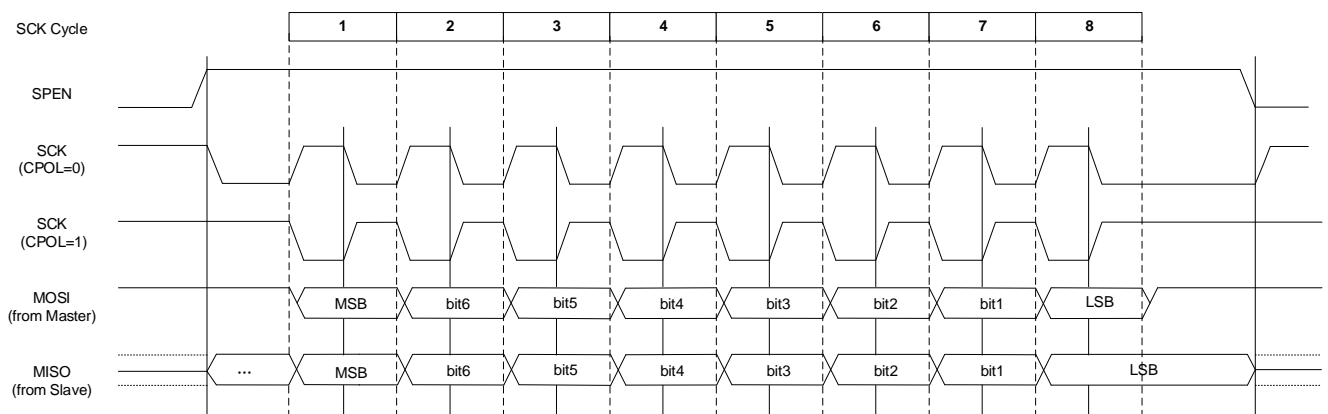 SCK Cycle 1 2 3 4 5 6 7 8
SPEN
SCK
(CPOL=0)
SCK
(CPOL=1)
MOSI
(from Master)
MSB bit6 bit5 bit4 bit3 bit2 bit1 LSB
MISO
(from Slave)
... MSB bit6 bit5 bit4 bit3 bit2 bit1 LSB